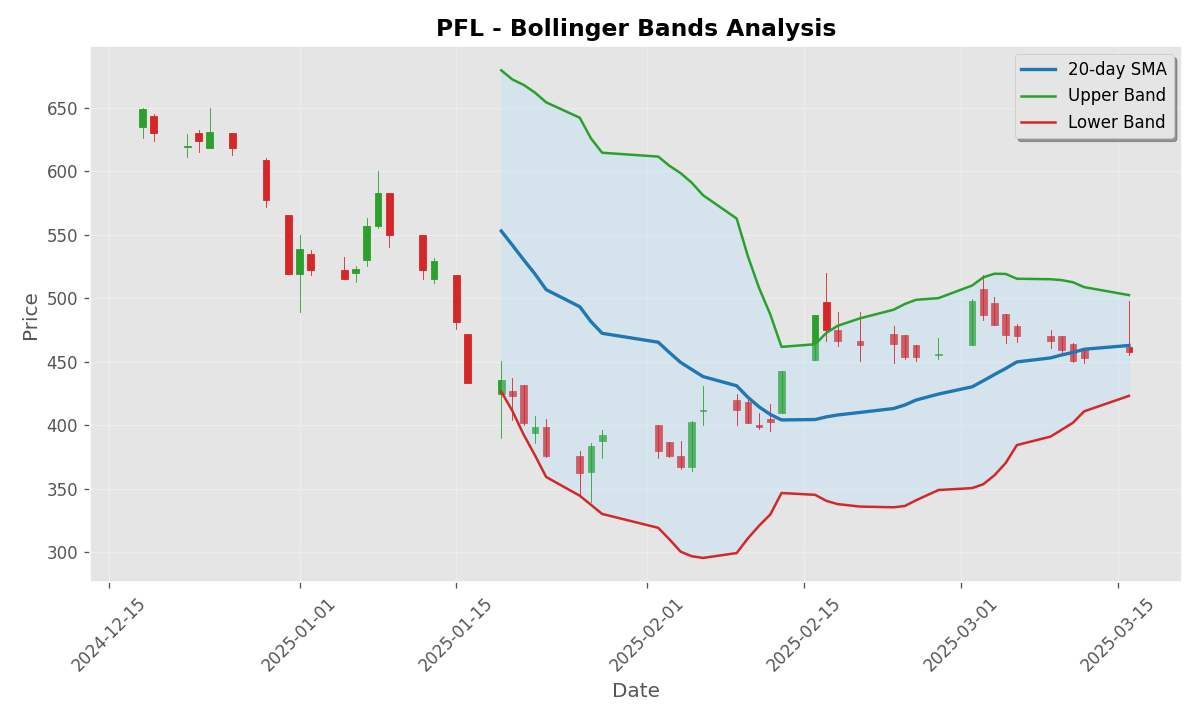 PFL - Bollinger Bands Analysis
20-day SMA
Upper Band
Lower Band
Price
650
600
550
500
450
400
350
300
2024-12-15
2025-01-01
2025-01-15
2025-02-01
2025-02-15
2025-03-01
2025-03-15
Date